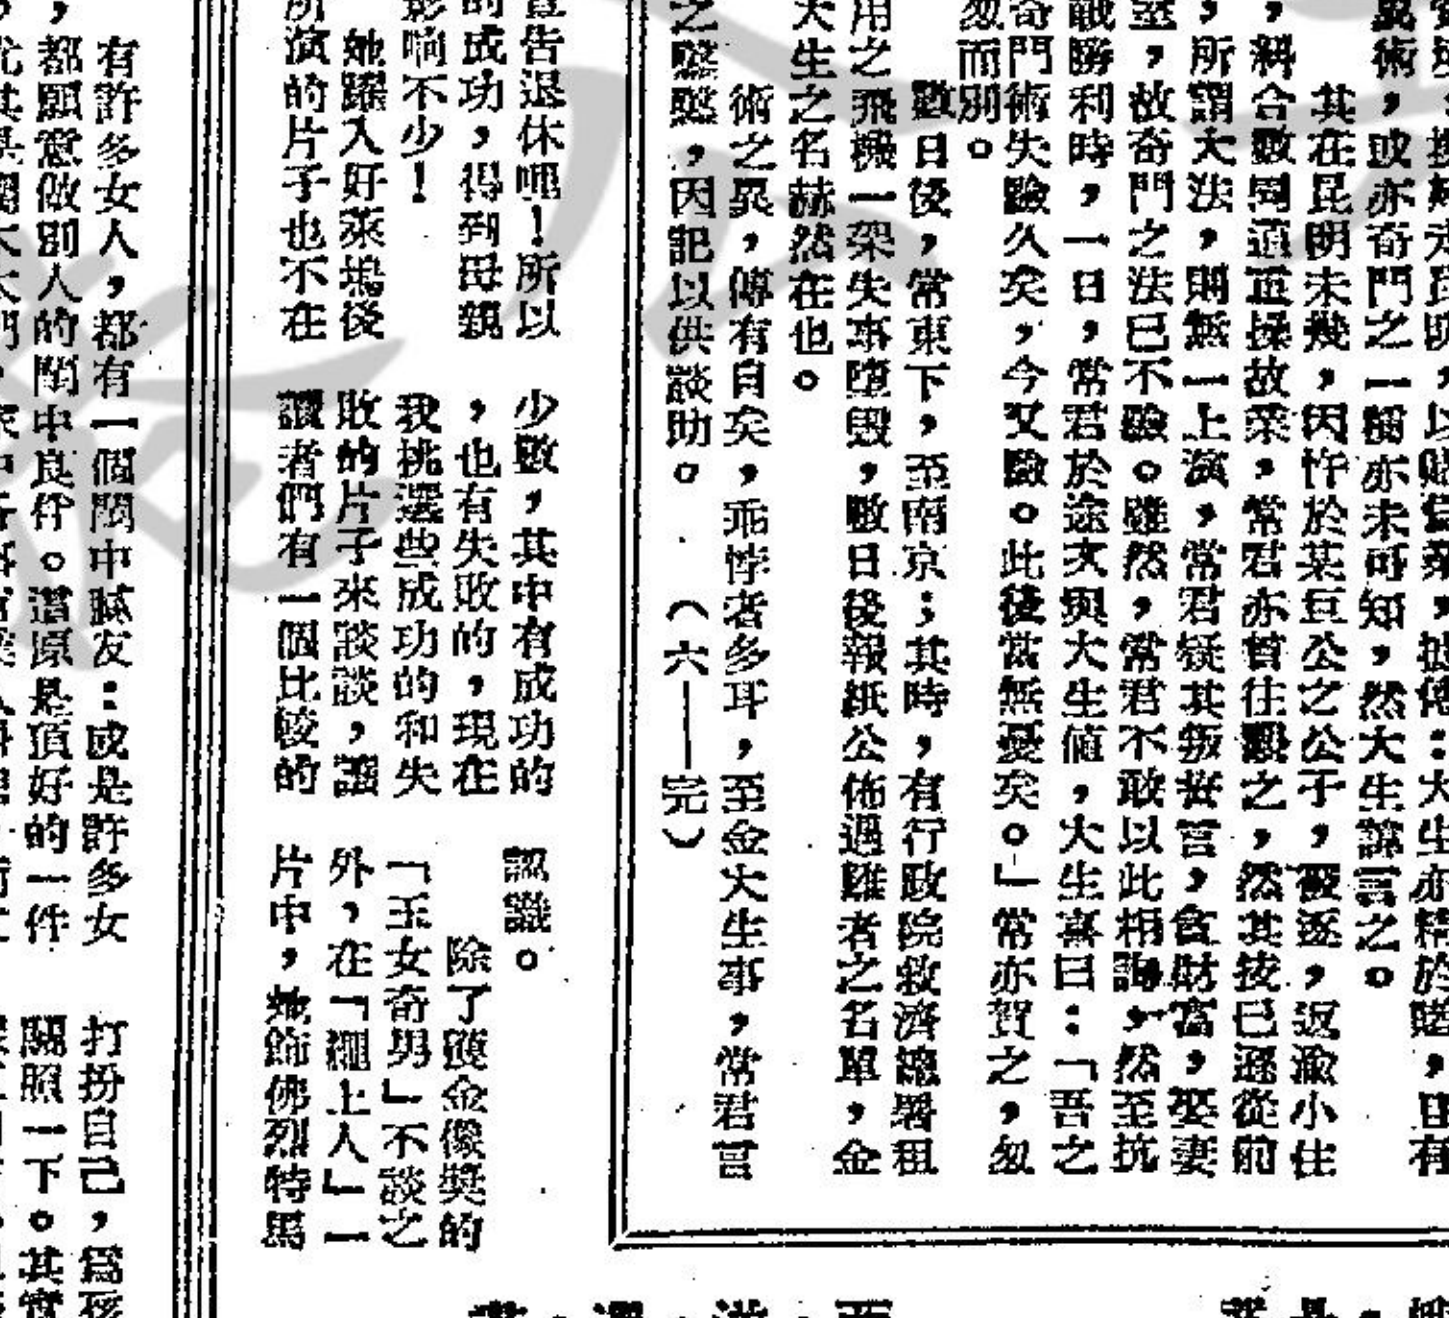 異術，或亦奇門之一種亦未可知，然大生諱言之。
其在昆明未幾，因忤於某巨公之公子，被逐，返渝小住
，糾合數同道重操故業，常君亦嘗往觀之，然其技已遜從前
，所謂大法，則無一上演，常君疑其叛誓言，貪財富，娶妻
室，故奇門之法已不驗。雖然，常君不敢以此相詢，然至抗
戰勝利時，一日，常君於途次與大生値，大生喜曰：「吾之
奇門術失驗久矣，今又驗。此後當無憂矣。」常亦賀之，忽
忽而別。
數日後，常東下，至南京；其時，有行政院救濟總署租
用之飛機一架失事墮毀，數日後報紙公佈遇難者之名單，金
大生之名赫然在也。
術之異，傳有自矣，乖悖者多耳，至金大生事，常君言
之鑿鑿，因記以供談助。（六——完）
告退休哩！所以
的成功，得到母親
影响不少！
她躍入好萊塢後
所演的片子也不在
少數，其中有成功的
，也有失敗的，現在
我挑選些成功的和失
敗的片子來談談，讓
讀者們有一個比較的
認識。
除了獲金像獎的
「玉女奇男」不談之
外，在「繩上人」一
片中，她飾佛烈特馬
有許多女人，都有一個閨中膩友：或是許多女
，都願意做別人的閨中良伴。這原是頂好的一件
打扮自己，爲孩
關照一下。其實